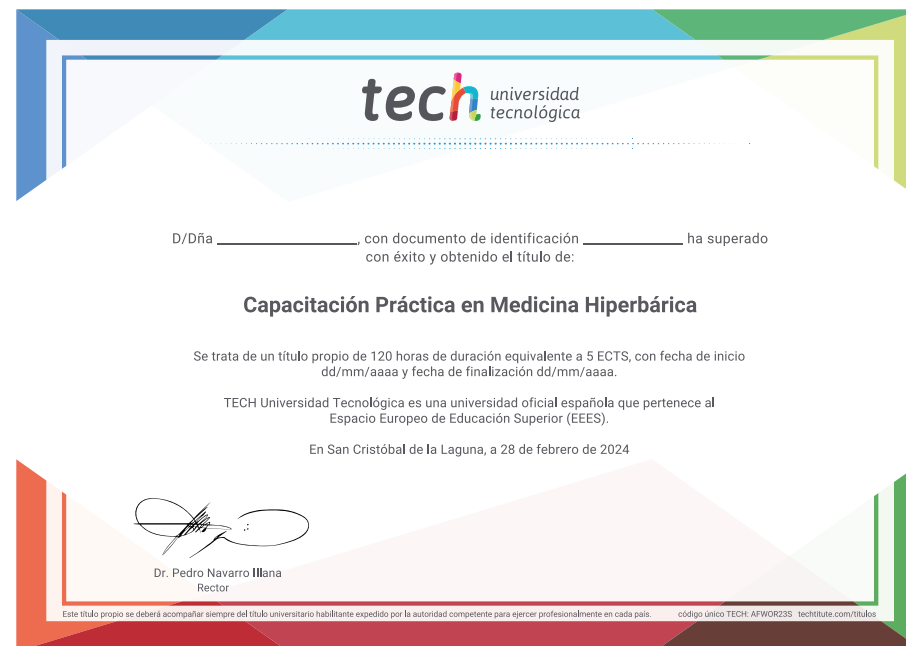 tech universidad
tecnológica
D/Dña ______________, con documento de identificación __________ ha superado
con éxito y obtenido el título de:
Capacitación Práctica en Medicina Hiperbárica
Se trata de un título propio de 120 horas de duración equivalente a 5 ECTS, con fecha de inicio
dd/mm/aaaa y fecha de finalización dd/mm/aaaa.
TECH Universidad Tecnológica es una universidad oficial española que pertenece al
Espacio Europeo de Educación Superior (EEES).
En San Cristóbal de la Laguna, a 28 de febrero de 2024
Dr. Pedro Navarro Illana
Rector
Este título propio se deberá acompañar siempre del título universitario habilitante expedido por la autoridad competente para ejercer profesionalmente en cada país. código único TECH: AFWOR23S techtitute.com/titulos